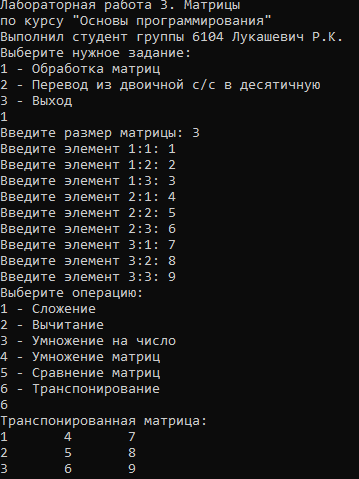 Лабораторная работа 3. Матрицы
по курсу "Основы программирования"
Выполнил студент группы 6104 Лукашевич Р.К.
Выберите нужное задание:
1 - Обработка матриц
2 - Перевод из двоичной с/с в десятичную
3 - Выход
1
Введите размер матрицы: 3
Введите элемент 1:1: 1
Введите элемент 1:2: 2
Введите элемент 1:3: 3
Введите элемент 2:1: 4
Введите элемент 2:2: 5
Введите элемент 2:3: 6
Введите элемент 3:1: 7
Введите элемент 3:2: 8
Введите элемент 3:3: 9
Выберите операцию:
1 - Сложение
2 - Вычитание
3 - Умножение на число
4 - Умножение матриц
5 - Сравнение матриц
6 - Транспонирование
6
Транспонированная матрица:
1 4 7
2 5 8
3 6 9